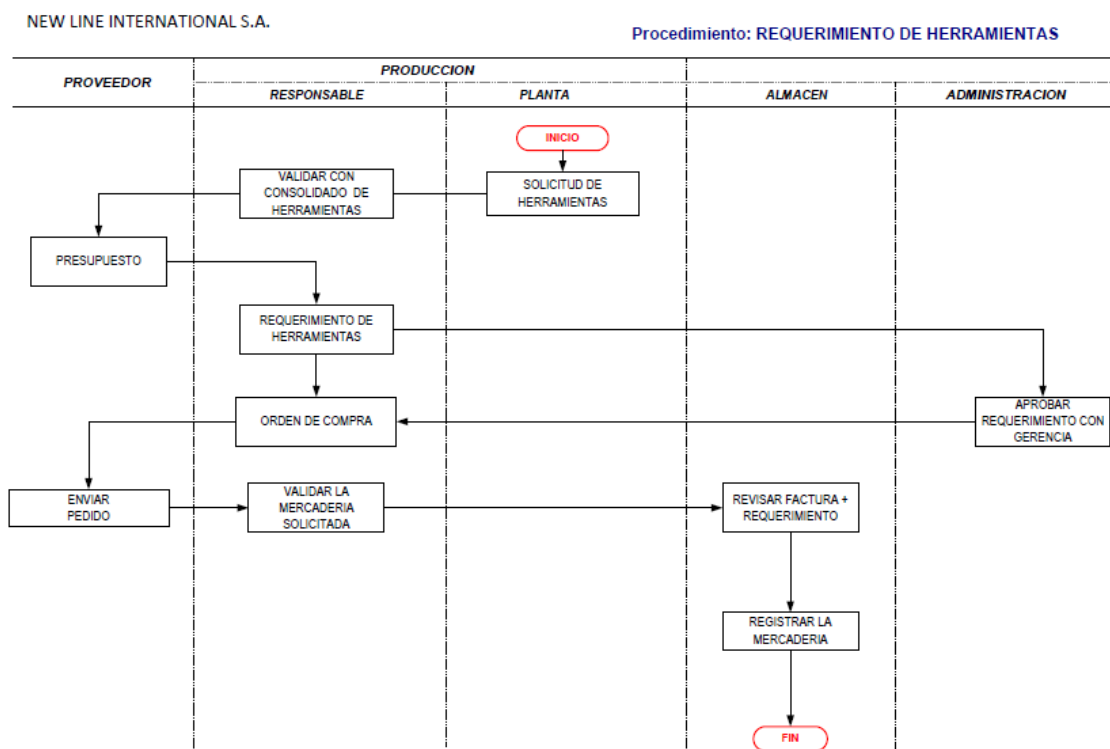 NEW LINE INTERNATIONAL S.A.
Procedimiento: REQUERIMIENTO DE HERRAMIENTAS
PROVEEDOR
PRODUCCION
RESPONSABLE
PLANTA
ALMACEN
ADMINISTRACION
INICIO
VALIDAR CON
CONSOLIDADO DE
HERRAMIENTAS
SOLICITUD DE
HERRAMIENTAS
PRESUPUESTO
REQUERIMIENTO DE
HERRAMIENTAS
ORDEN DE COMPRA
APROBAR
REQUERIMIENTO CON
GERENCIA
ENVIAR
PEDIDO
VALIDAR LA
MERCADERIA
SOLICITADA
REVISAR FACTURA +
REQUERIMIENTO
REGISTRAR LA
MERCADERIA
FIN